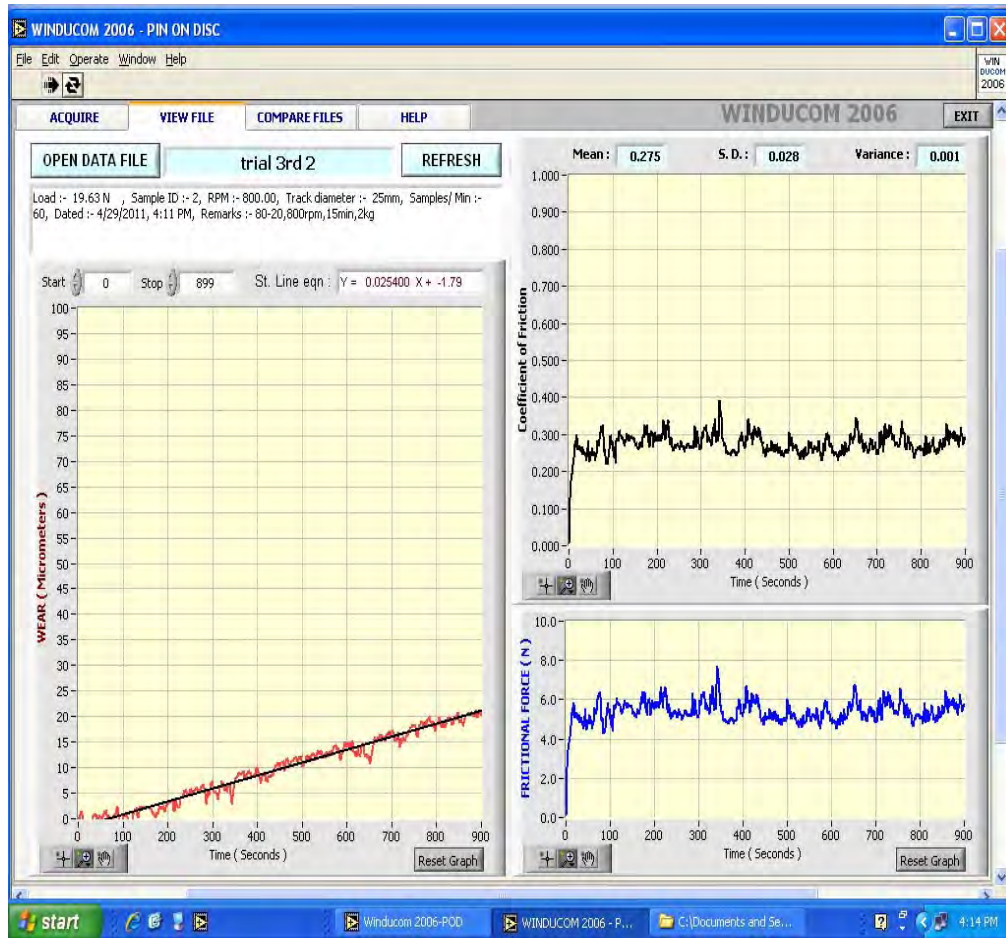 WINDUCOM 2006 - PIN ON DISC
File Edit Operate Window Help
WIN
DUCOM
2006
ACQUIRE VIEW FILE COMPARE FILES HELP WINDUCOM 2006 EXIT
OPEN DATA FILE trial 3rd 2 REFRESH
Load :- 19.63 N , Sample ID :- 2, RPM :- 800.00, Track diameter :- 25mm, Samples/ Min :-
60, Dated :- 4/29/2011, 4:11 PM, Remarks :- 80-20,800rpm,15min,2kg
Start 0 Stop 899 St. Line eqn : Y = 0.025400 X + -1.79
100
95
90
85
80
75
70
65
60
55
50
45
40
35
30
25
20
15
10
5
0
WEAR ( Micrometers )
0 100 200 300 400 500 600 700 800 900
Time ( Seconds )
Reset Graph
Mean : 0.275 S. D. : 0.028 Variance : 0.001
1.000
0.900
0.800
0.700
0.600
0.500
0.400
0.300
0.200
0.100
0.000
Coefficient of Friction
0 100 200 300 400 500 600 700 800 900
Time ( Seconds )
10.0
8.0
6.0
4.0
2.0
0.0
FRICTIONAL FORCE ( N )
0 100 200 300 400 500 600 700 800 900
Time ( Seconds )
Reset Graph
start Winducom 2006-POD WINDUCOM 2006 - P... C:\Documents and Se... 4:14 PM